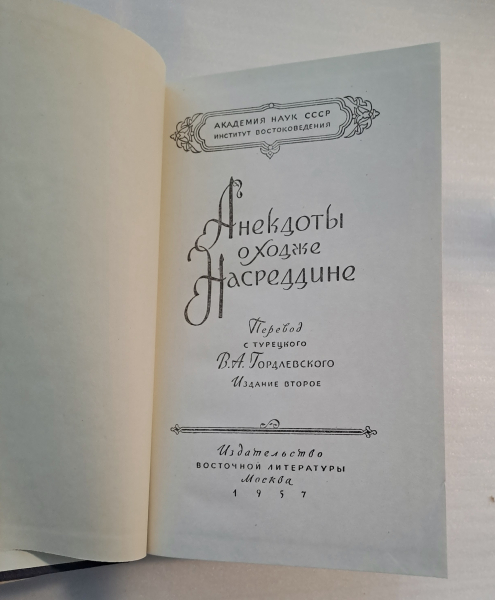 АКАДЕМИЯ НАУК СССР
ИНСТИТУТ ВОСТОКОВЕДЕНИЯ
Анекдоты
о Ходже
Насреддине
Перевод
С ТУРЕЦКОГО
В. А. Гордлевского
Издание второе
Издательство
ВОСТОЧНОЙ ЛИТЕРАТУРЫ
Москва
1957